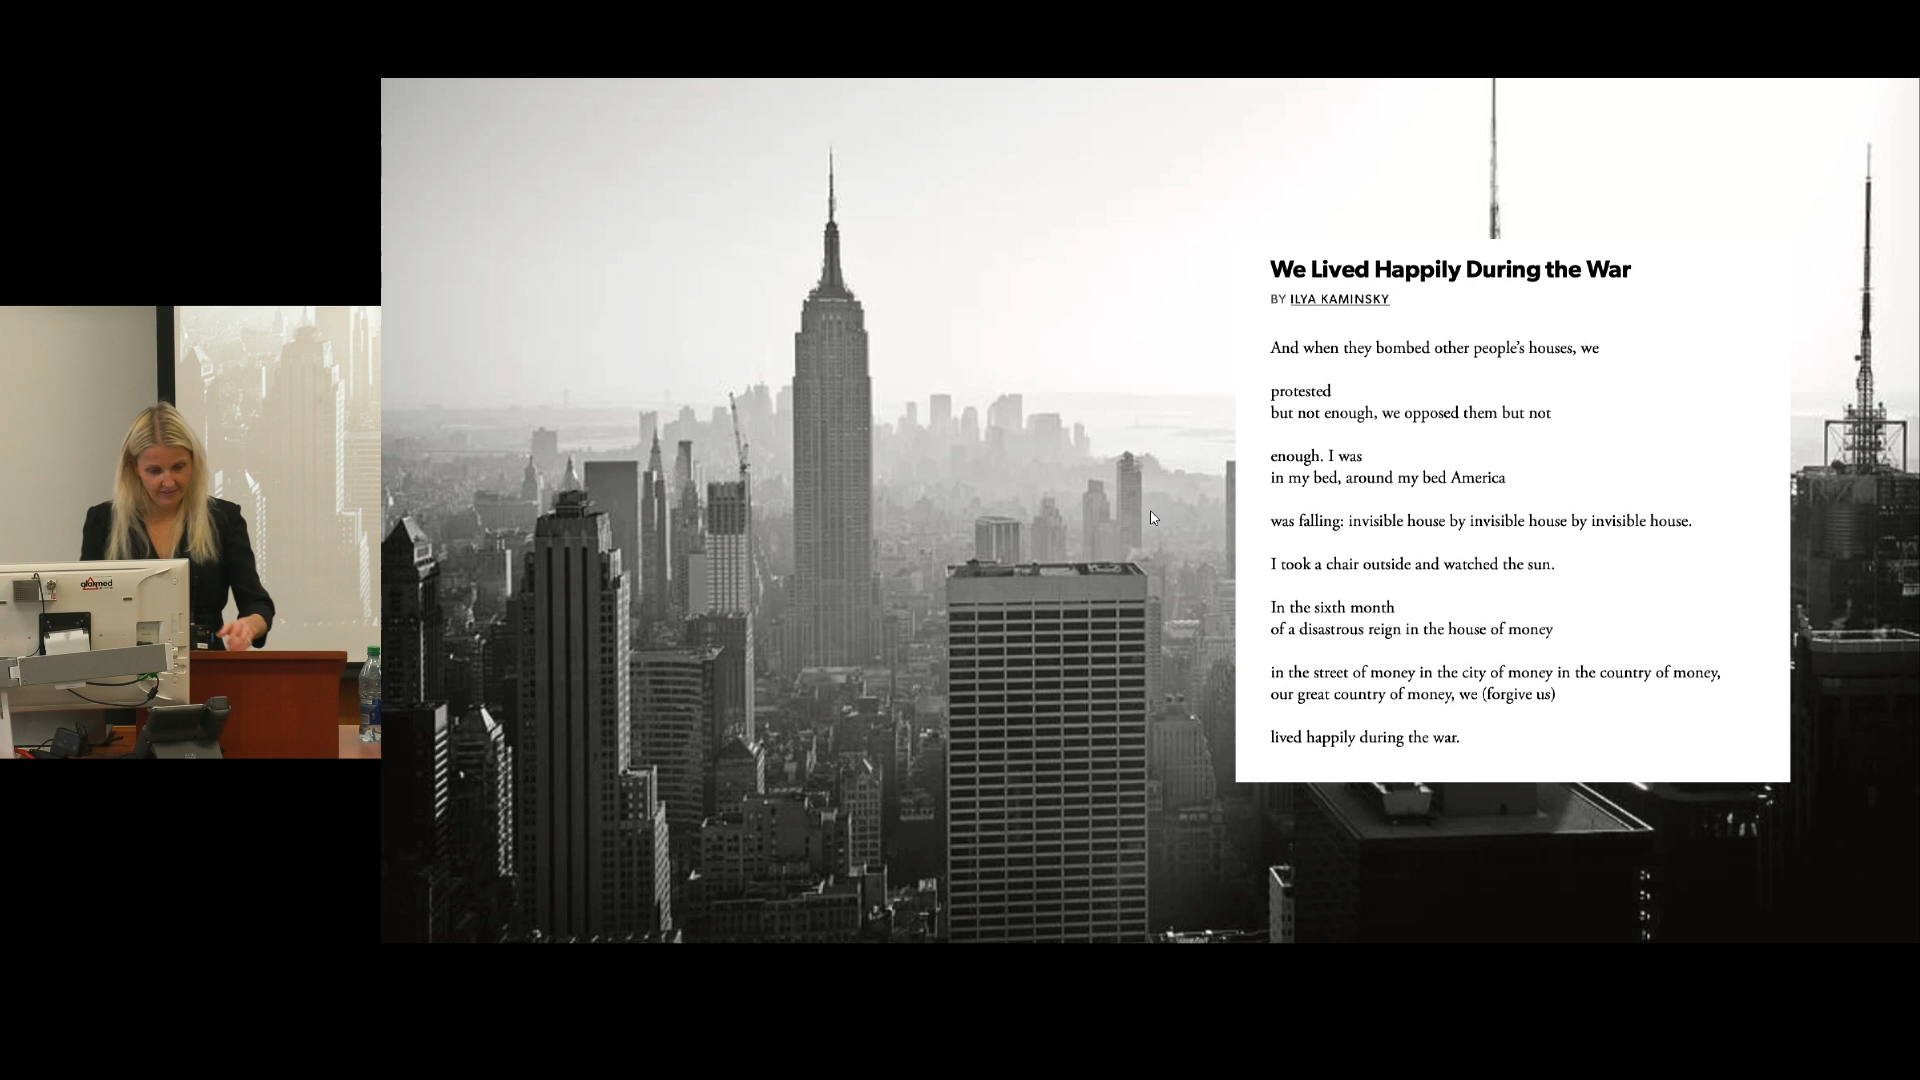 We Lived Happily During the War
BY ILYA KAMINSKY
And when they bombed other people’s houses, we
protested
but not enough, we opposed them but not
enough. I was
in my bed, around my bed America
was falling: invisible house by invisible house by invisible house.
I took a chair outside and watched the sun.
In the sixth month
of a disastrous reign in the house of money
in the street of money in the city of money in the country of money,
our great country of money, we (forgive us)
lived happily during the war.